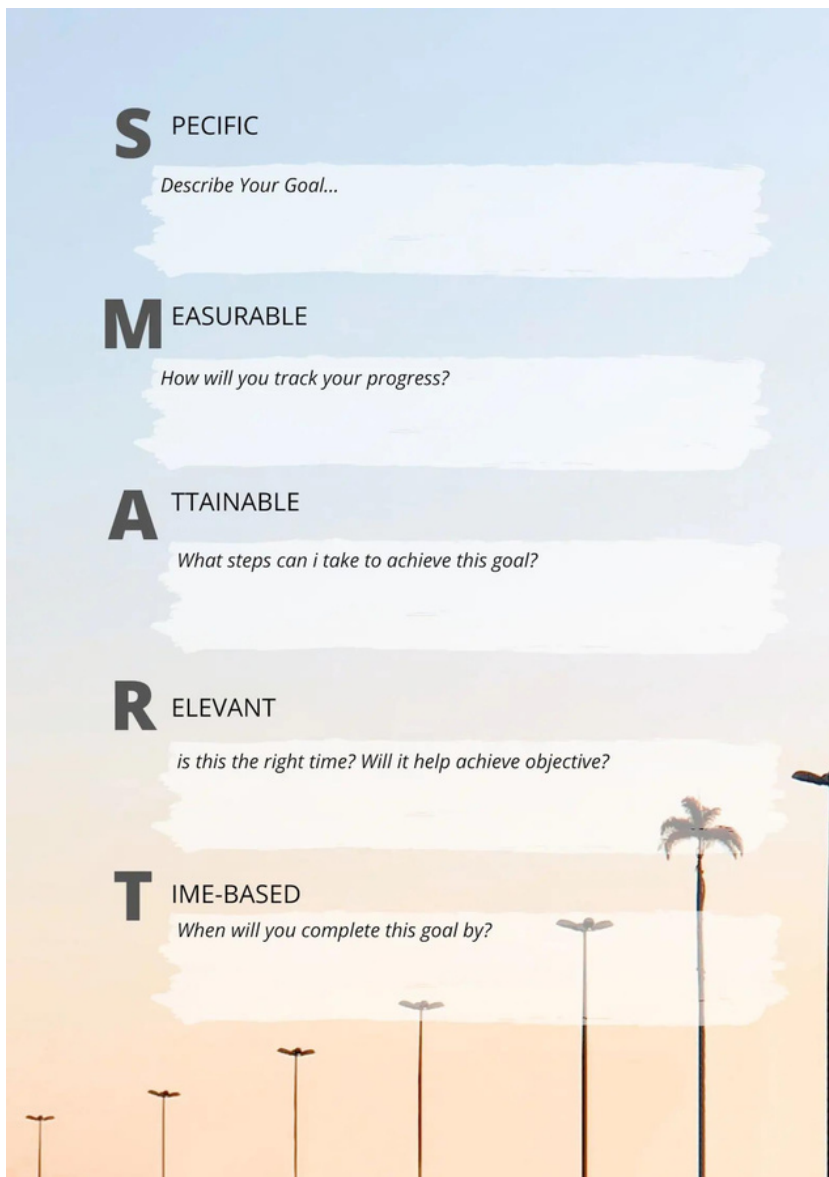 SPECIFIC
Describe Your Goal...
MEASURABLE
How will you track your progress?
ATTAINABLE
What steps can i take to achieve this goal?
RELEVANT
is this the right time? Will it help achieve objective?
TIME-BASED
When will you complete this goal by?